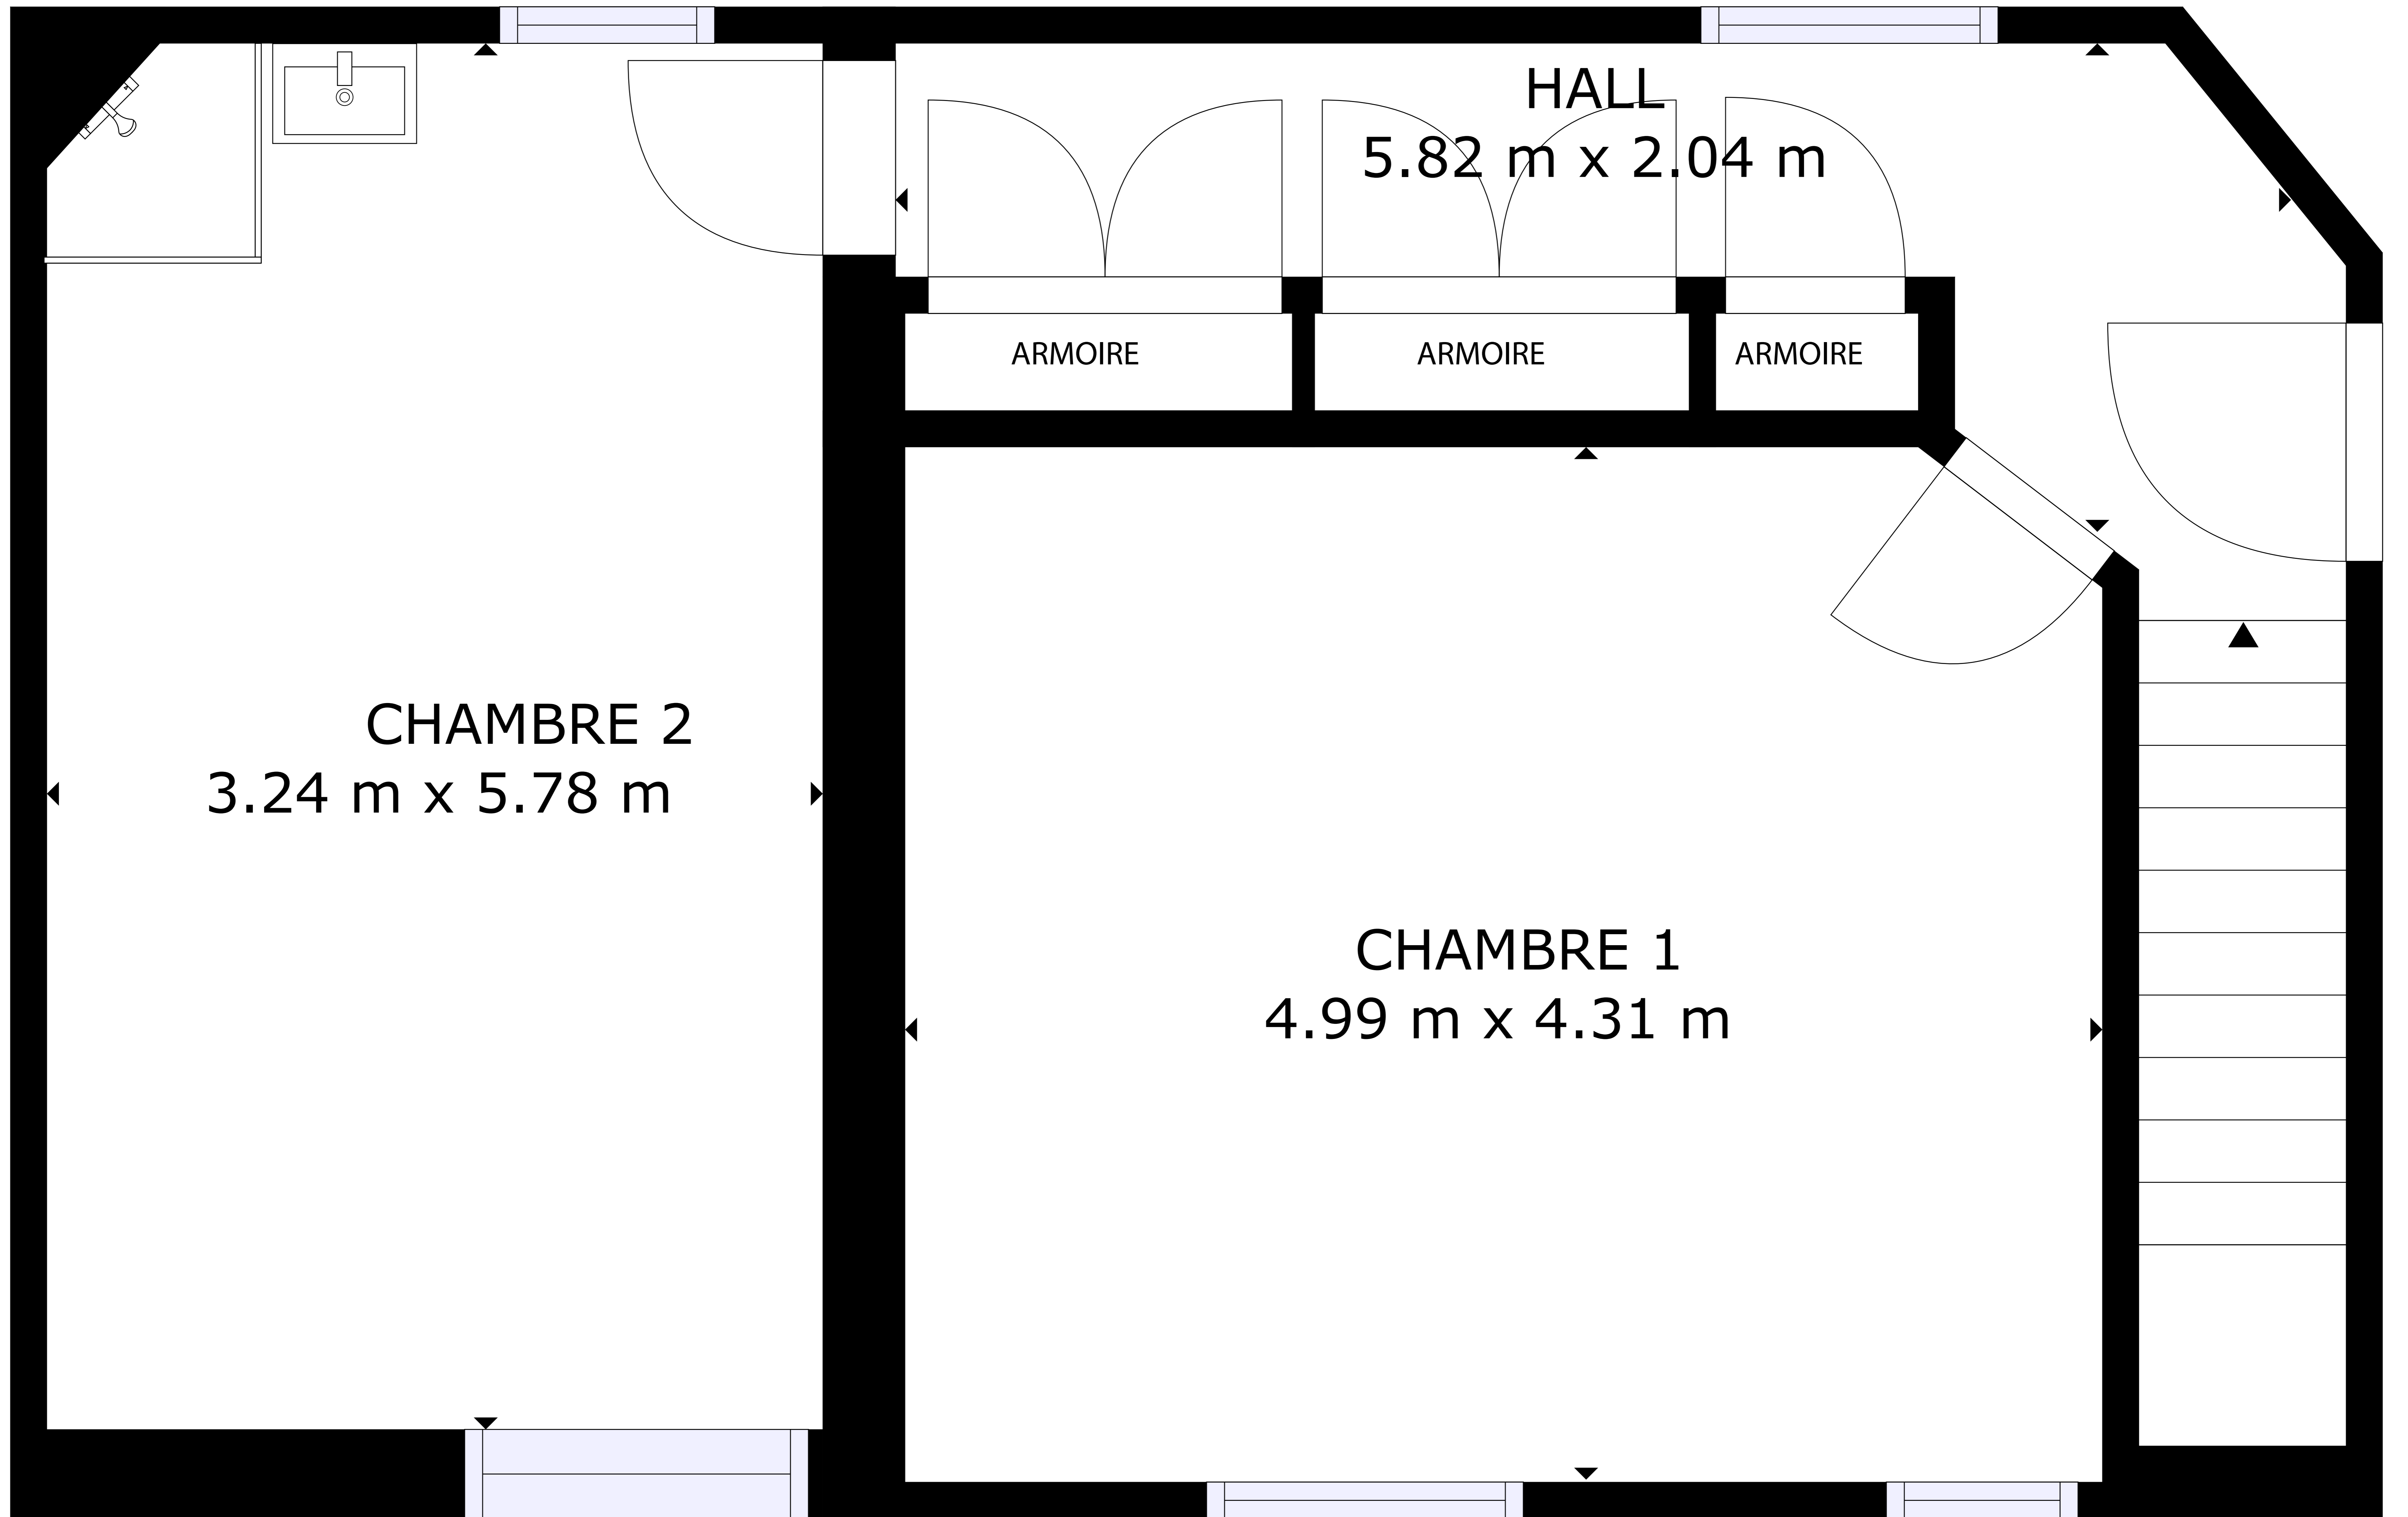 HALL
5.82 m x 2.04 m
ARMOIRE
ARMOIRE
ARMOIRE
CHAMBRE 2
3.24 m x 5.78 m
CHAMBRE 1
4.99 m x 4.31 m